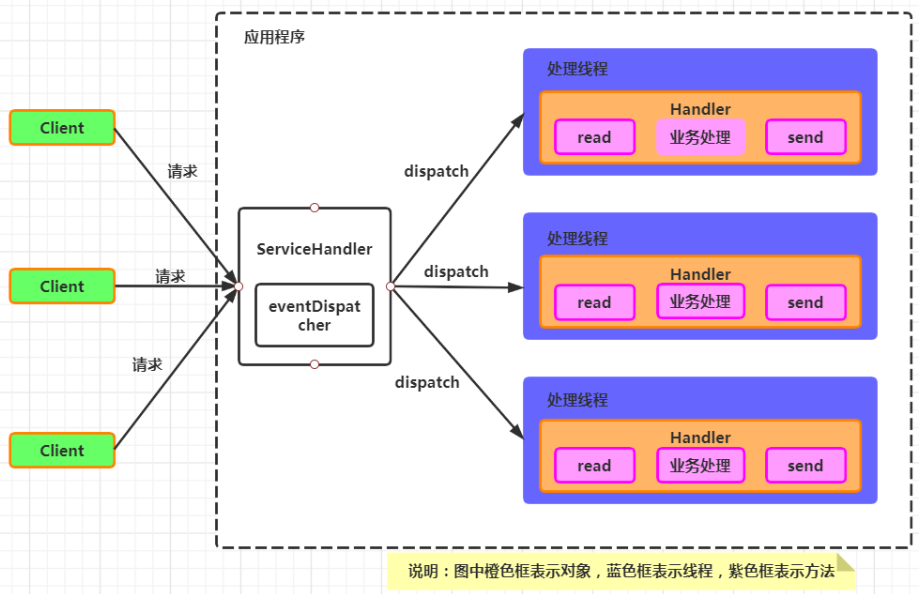 应用程序
处理线程
Handler
read
业务处理
send
Client
请求
dispatch
ServiceHandler
eventDispat
cher
Client
请求
dispatch
处理线程
Handler
read
业务处理
send
Client
请求
dispatch
处理线程
Handler
read
业务处理
send
说明：图中橙色框表示对象，蓝色框表示线程，紫色框表示方法